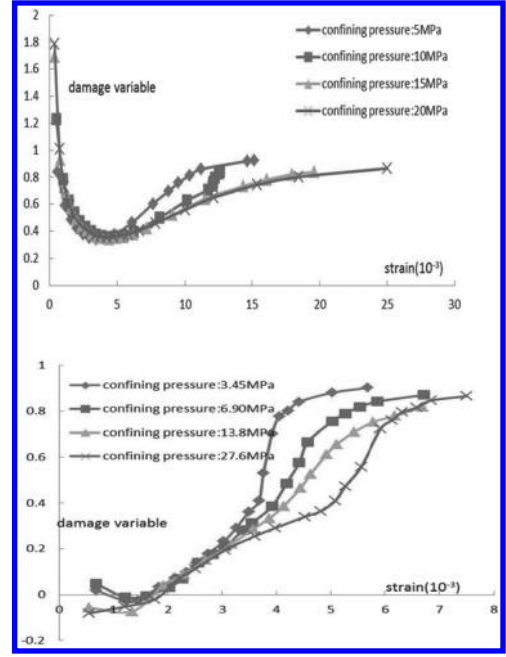 2
1.8
1.6
1.4
1.2
1
0.8
0.6
0.4
0.2
0
damage variable
confining pressure:5MPa
confining pressure:10MPa
confining pressure:15MPa
confining pressure:20MPa
strain(10-3)
0 5 10 15 20 25 30
1
0.8
0.6
0.4
0.2
0
-0.2
confining pressure:3.45MPa
confining pressure:6.90MPa
confining pressure:13.8MPa
confining pressure:27.6MPa
damage variable
strain(10-3)
0 1 2 3 4 5 6 7 8